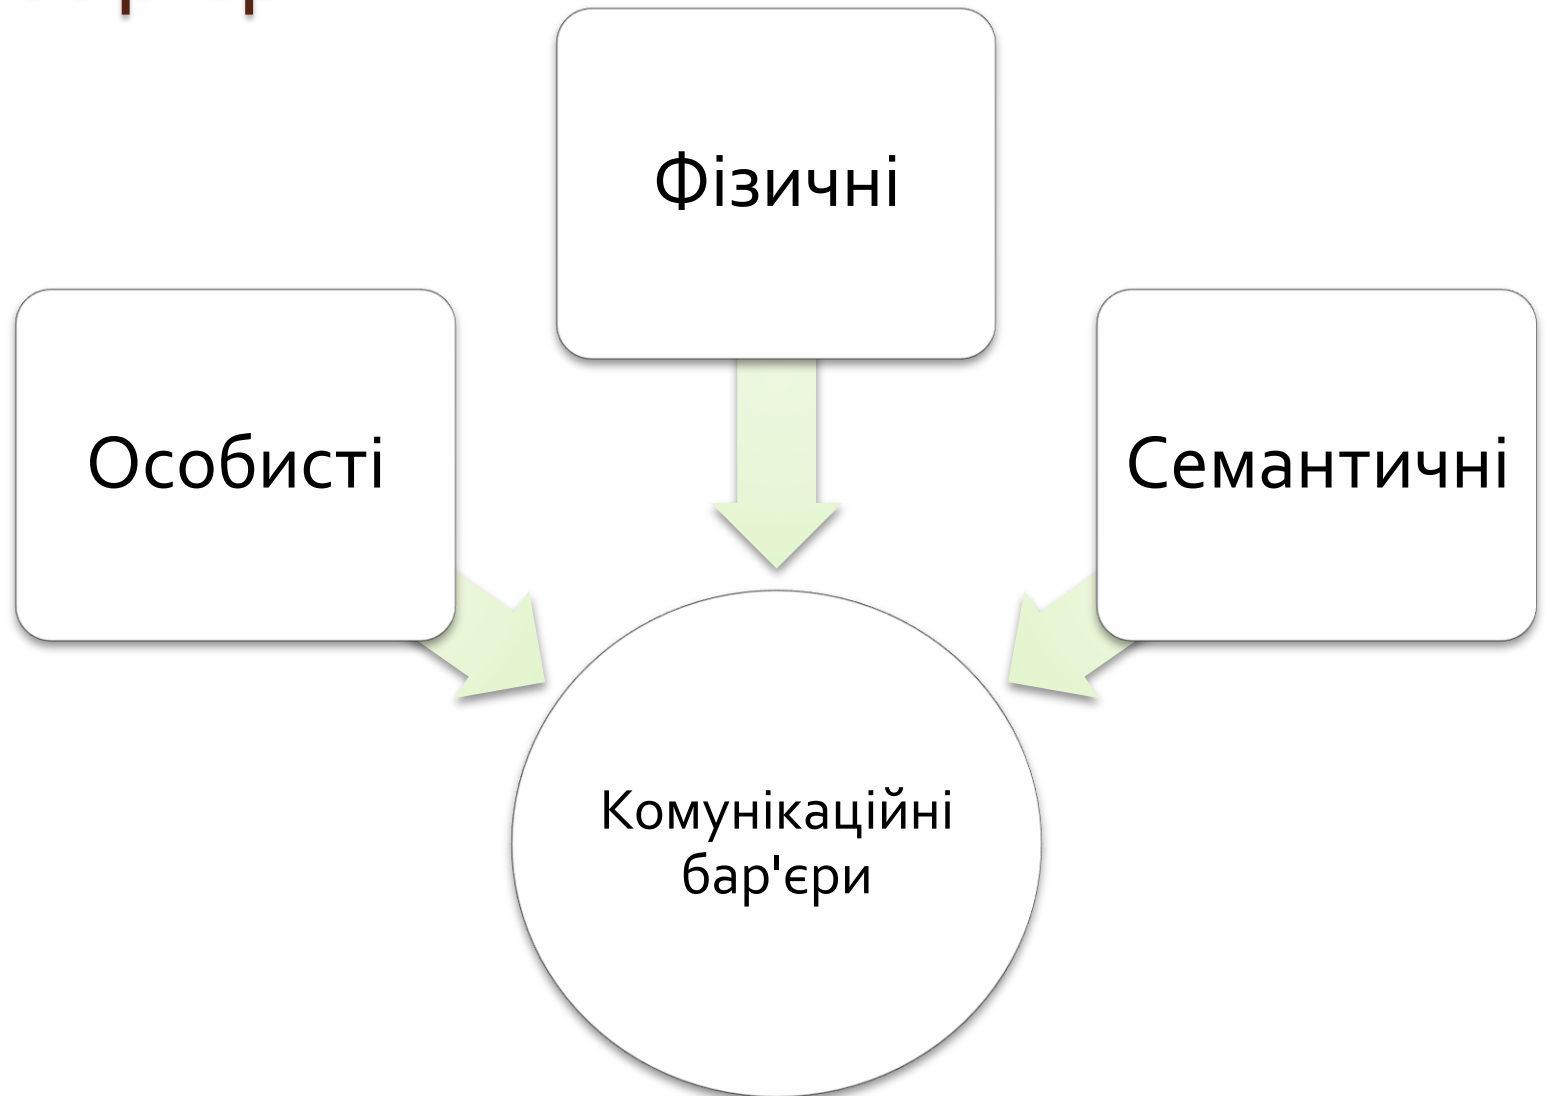 Фізичні
Особисті
Семантичні
Комунікаційні
бар'єри